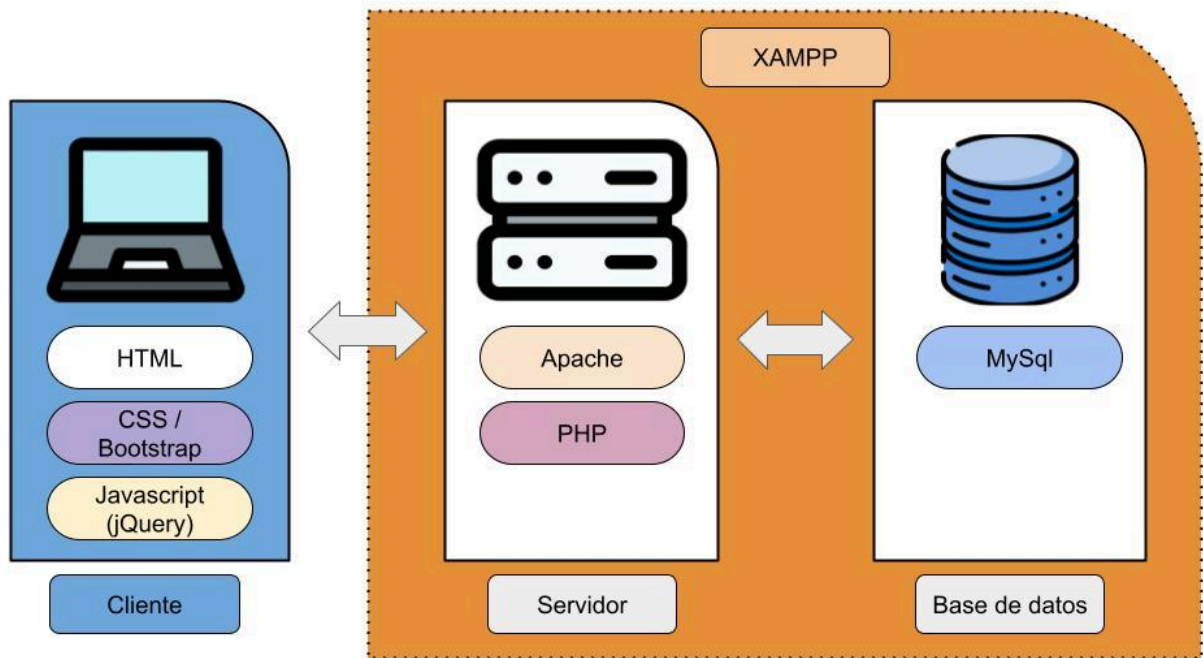 XAMPP
HTML
CSS /
Bootstrap
Javascript
(jQuery)
Cliente
Apache
PHP
Servidor
MySql
Base de datos